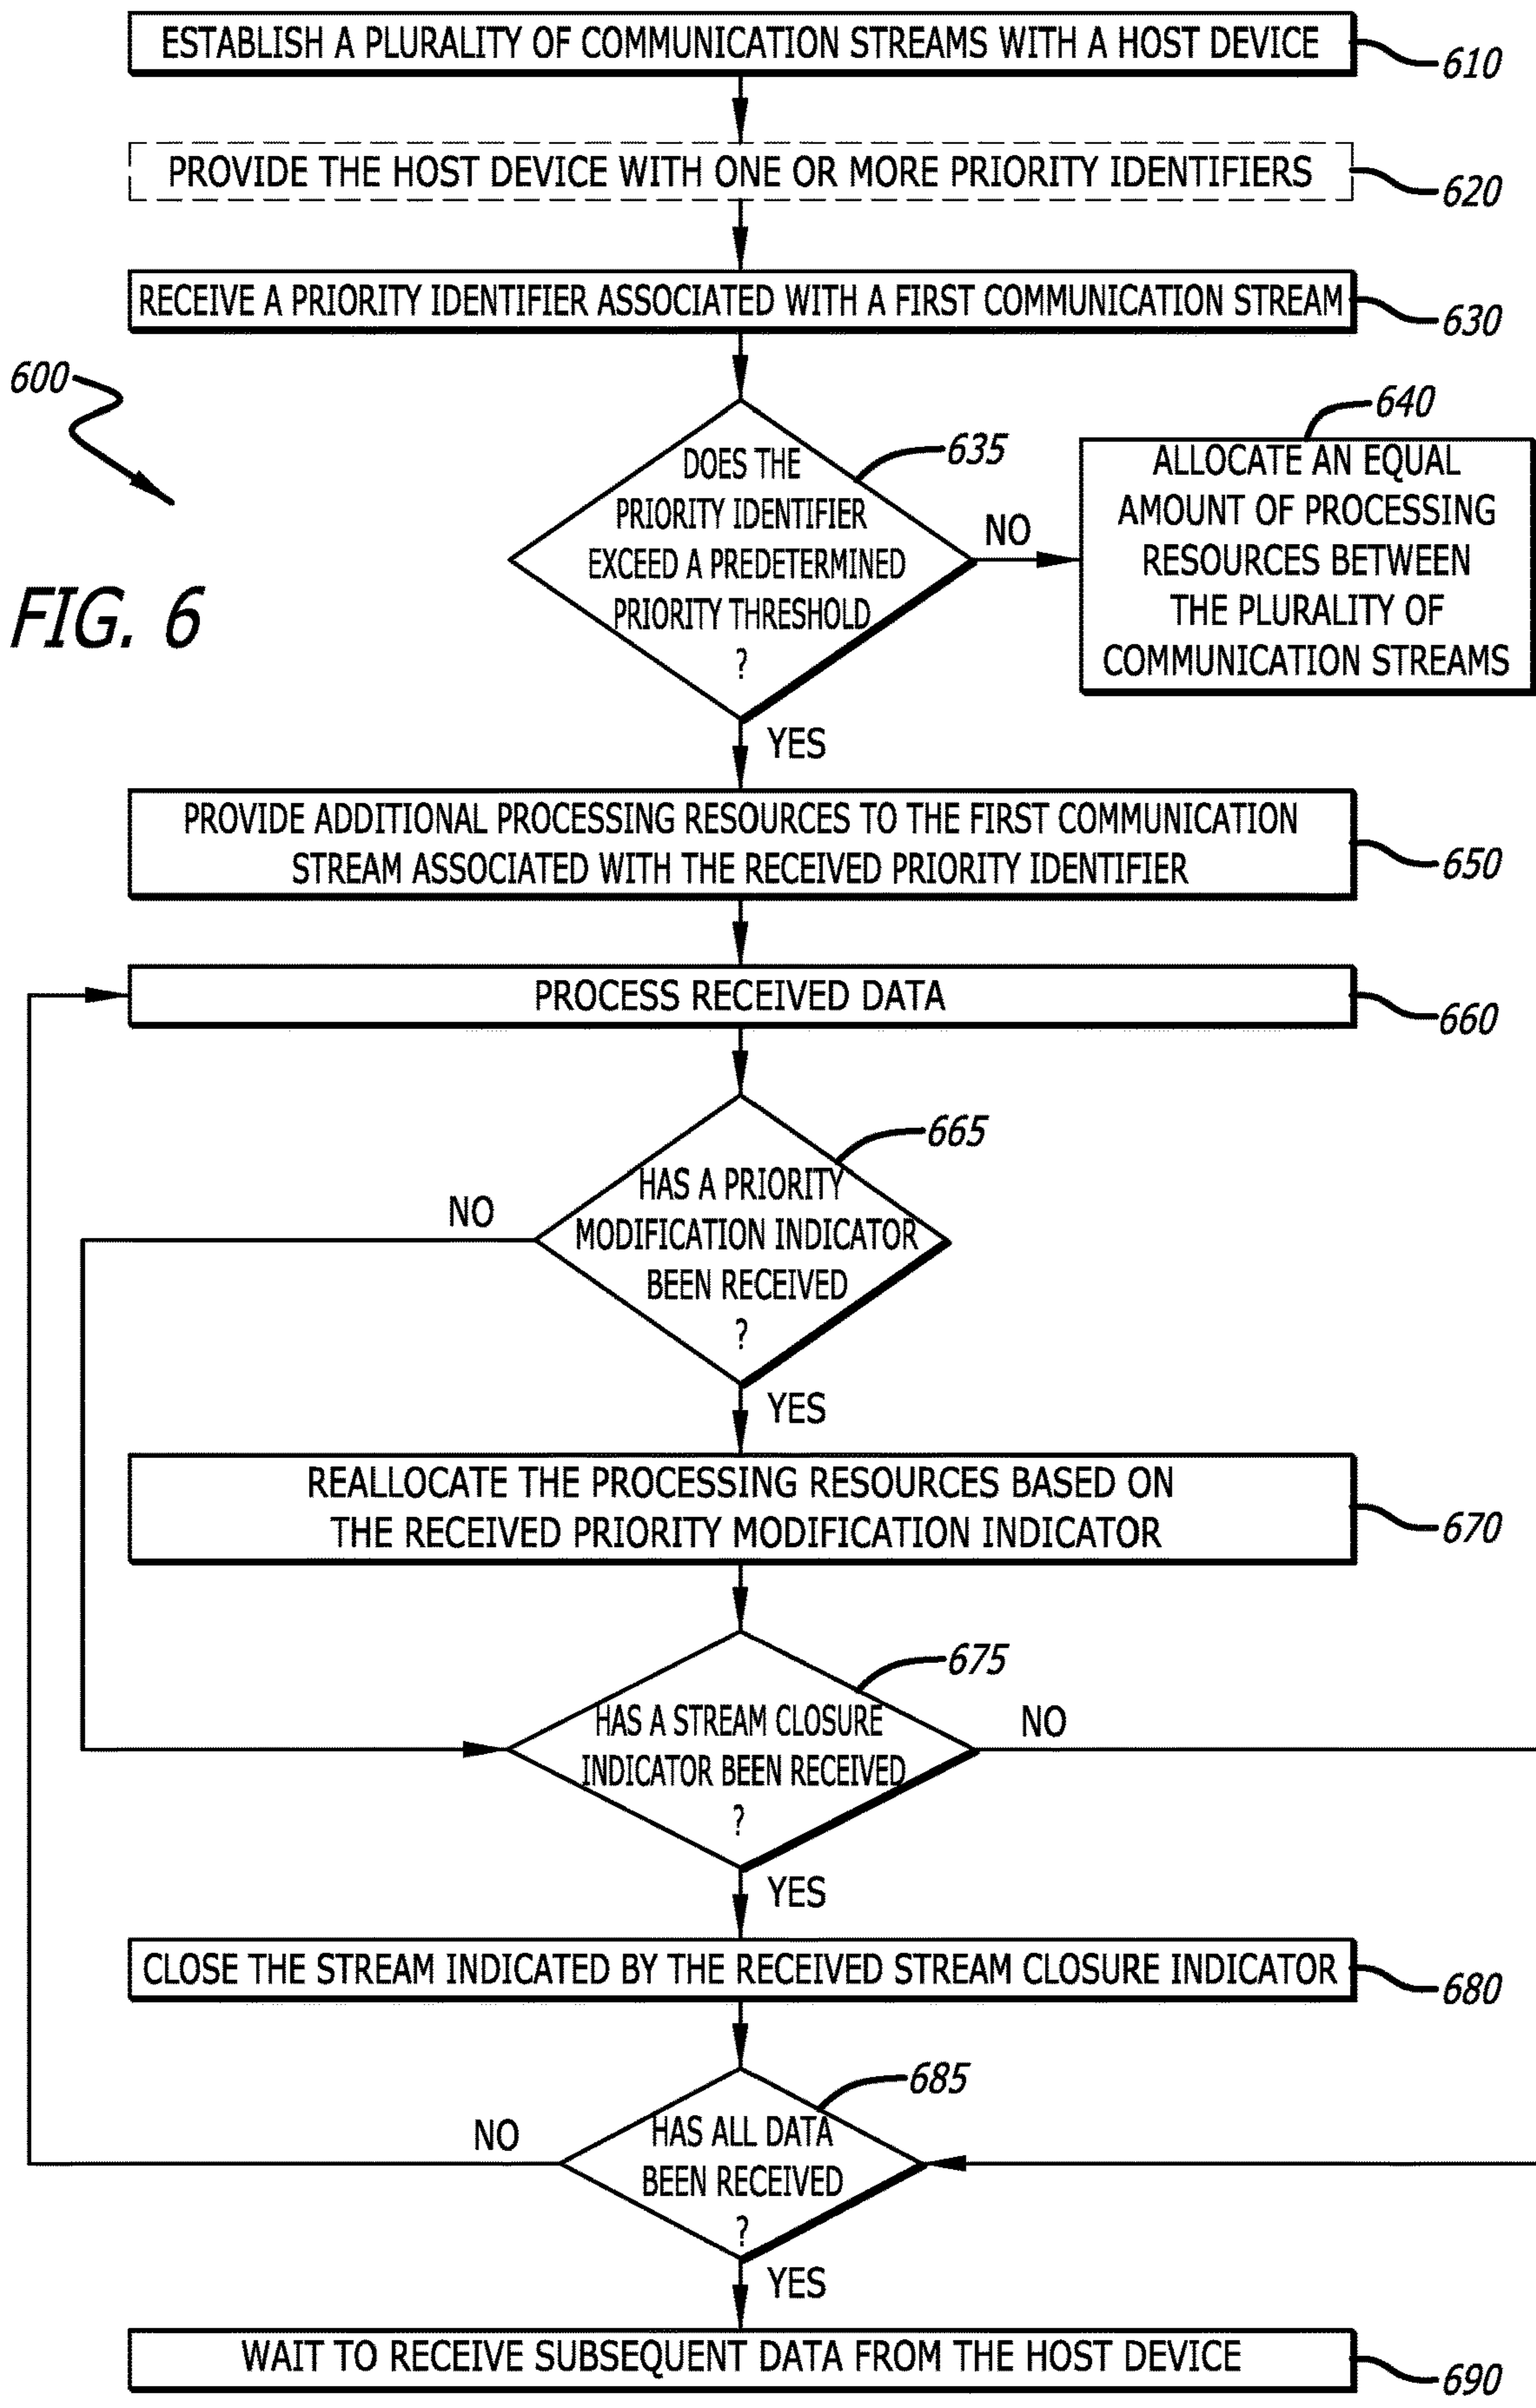 ESTABLISH A PLURALITY OF COMMUNICATION STREAMS WITH A HOST DEVICE
610
PROVIDE THE HOST DEVICE WITH ONE OR MORE PRIORITY IDENTIFIERS
620
RECEIVE A PRIORITY IDENTIFIER ASSOCIATED WITH A FIRST COMMUNICATION STREAM
630
600
FIG. 6
DOES THE
PRIORITY IDENTIFIER
EXCEED A PREDETERMINED
PRIORITY THRESHOLD
?
635
NO
640
ALLOCATE AN EQUAL
AMOUNT OF PROCESSING
RESOURCES BETWEEN
THE PLURALITY OF
COMMUNICATION STREAMS
YES
PROVIDE ADDITIONAL PROCESSING RESOURCES TO THE FIRST COMMUNICATION
STREAM ASSOCIATED WITH THE RECEIVED PRIORITY IDENTIFIER
650
PROCESS RECEIVED DATA
660
665
HAS A PRIORITY
MODIFICATION INDICATOR
BEEN RECEIVED
?
NO
YES
REALLOCATE THE PROCESSING RESOURCES BASED ON
THE RECEIVED PRIORITY MODIFICATION INDICATOR
670
675
HAS A STREAM CLOSURE
INDICATOR BEEN RECEIVED
?
NO
YES
CLOSE THE STREAM INDICATED BY THE RECEIVED STREAM CLOSURE INDICATOR
680
685
HAS ALL DATA
BEEN RECEIVED
?
NO
YES
WAIT TO RECEIVE SUBSEQUENT DATA FROM THE HOST DEVICE
690